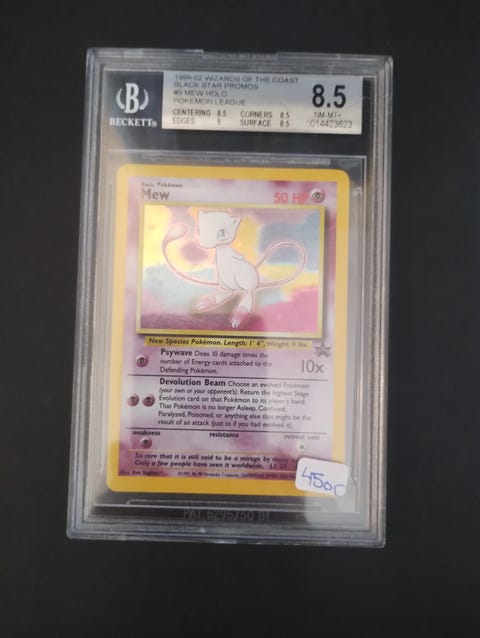 1999-02 WIZARDS OF THE COAST
BLACK STAR PROMOS
#9 MEW HOLO
POKEMON LEAGUE
CENTERING 8.5 CORNERS 8.5
EDGES 9 SURFACE 8.5
8.5
NM-MT+
0014423623
B
BECKETT®
Basic Pokémon
Mew
50 HP
New Species Pokémon. Length: 1' 4", Weight: 9 lbs.
Psywave Does 10 damage times the
number of Energy cards attached to the
Defending Pokémon.
10x
Devolution Beam Choose an evolved Pokémon
(your own or your opponent's). Return the highest Stage
Evolution card on that Pokémon to its player's hand.
That Pokémon is no longer Asleep, Confused,
Paralyzed, Poisoned, or anything else that might be the
result of an attack (just as if you had evolved it).
weakness resistance retreat cost
So rare that it is still said to be a mirage by many
Only a few people have seen it worldwide. LV.
PAT. 6295750 B1